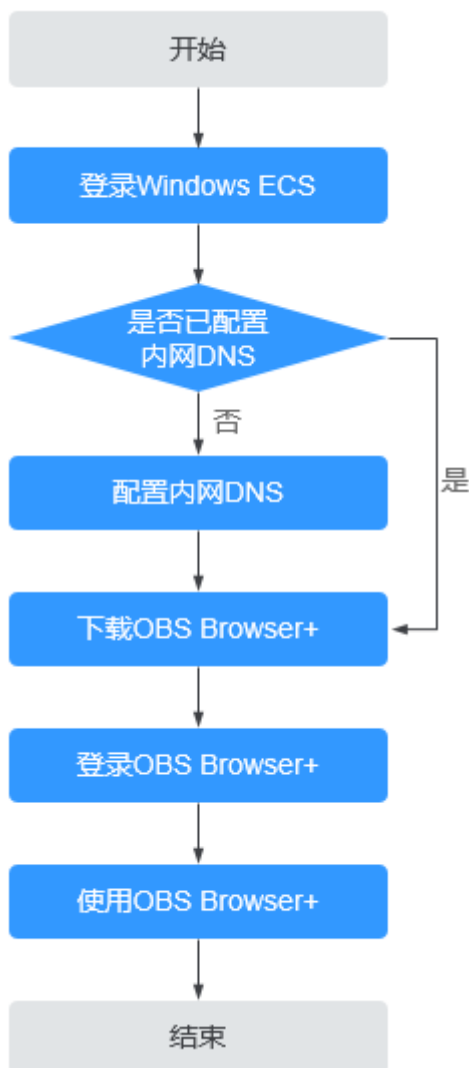 开始
登录Windows ECS
是否已配置
内网DNS
否
是
配置内网DNS
下载OBS Browser+
登录OBS Browser+
使用OBS Browser+
结束